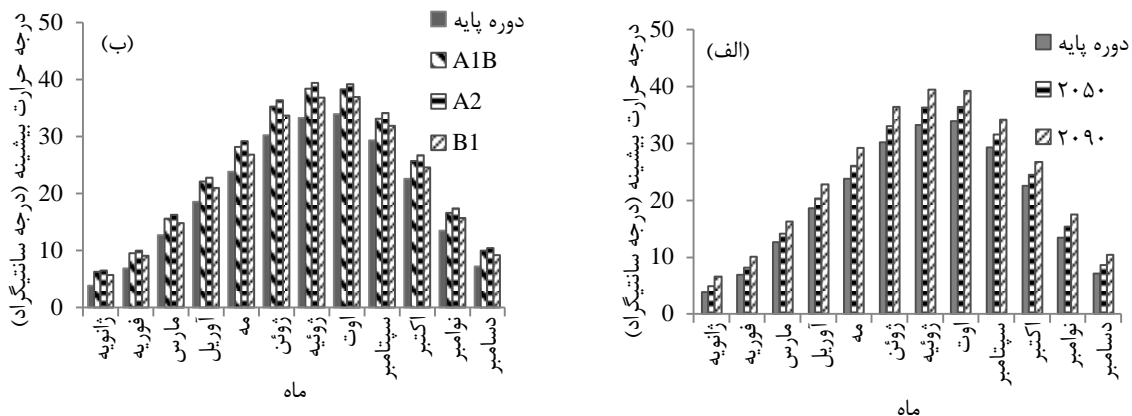 (الف)
دوره پایه
۲۰۵۰
۲۰۹۰
درجه حرارت بیشینه (درجه سانتیگراد)
50
40
30
20
10
0
ژانویه
فوریه
مارس
آوریل
مه
ژوئن
ژوئیه
اوت
سپتامبر
اکتبر
نوامبر
دسامبر
ماه
(ب)
دوره پایه
A1B
A2
B1
درجه حرارت بیشینه (درجه سانتیگراد)
50
40
30
20
10
0
ژانویه
فوریه
مارس
آوریل
مه
ژوئن
ژوئیه
اوت
سپتامبر
اکتبر
نوامبر
دسامبر
ماه